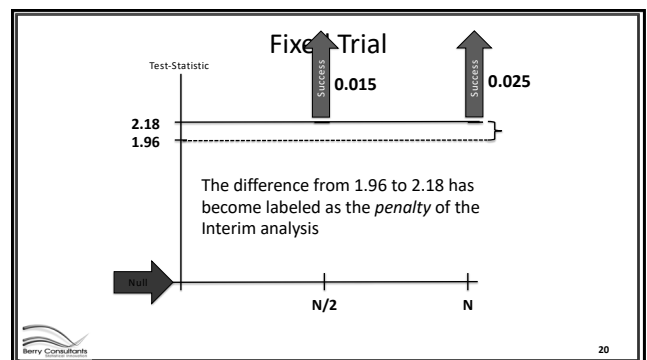 Fixed Trial
Test-Statistic
Success
0.015
Success
0.025
2.18
1.96
The difference from 1.96 to 2.18 has
become labeled as the penalty of the
Interim analysis
Null
N/2
N
Berry Consultants
20